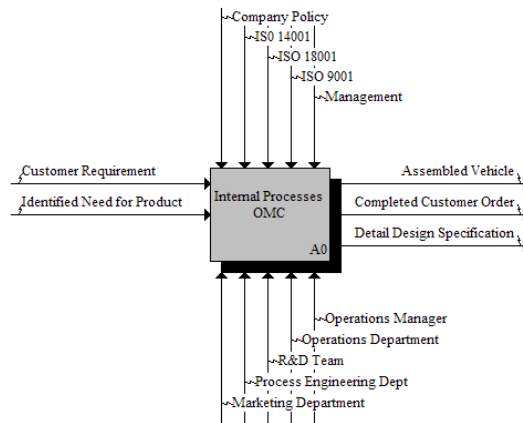 Company Policy
IS0 14001
ISO 18001
ISO 9001
Management
Customer Requirement
Assembled Vehicle
Identified Need for Product
Internal Processes
OMC
Completed Customer Order
Detail Design Specification
A0
Operations Manager
Operations Department
R&D Team
Process Engineering Dept
Marketing Department